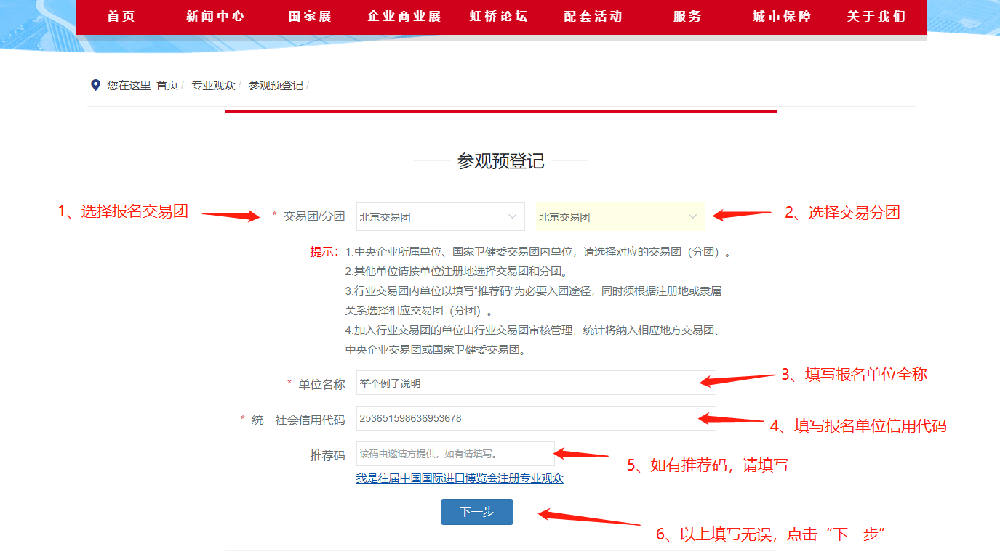 首页 新闻中心 国家展 企业商业展 虹桥论坛 配套活动 服务 城市保障 关于我们
您在这里 首页 / 专业观众 / 参观预登记 /
参观预登记
1、选择报名交易团
* 交易团/分团 北京交易团 北京交易团
2、选择交易分团
提示：1.中央企业所属单位、国家卫健委交易团内单位，请选择对应的交易团（分团）。
2.其他单位请按单位注册地选择交易团和分团。
3.行业交易团内单位以填写“推荐码”为必要入团途径，同时须根据注册地或隶属
关系选择相应交易团（分团）。
4.加入行业交易团的单位由行业交易团审核管理，统计将纳入相应地方交易团、
中央企业交易团或国家卫健委交易团。
* 单位名称 举个例子说明
3、填写报名单位全称
* 统一社会信用代码 253651598636953678
4、填写报名单位信用代码
推荐码 该码由邀请方提供，如有请填写。
5、如有推荐码，请填写
我是往届中国国际进口博览会注册专业观众
下一步
6、以上填写无误，点击“下一步”